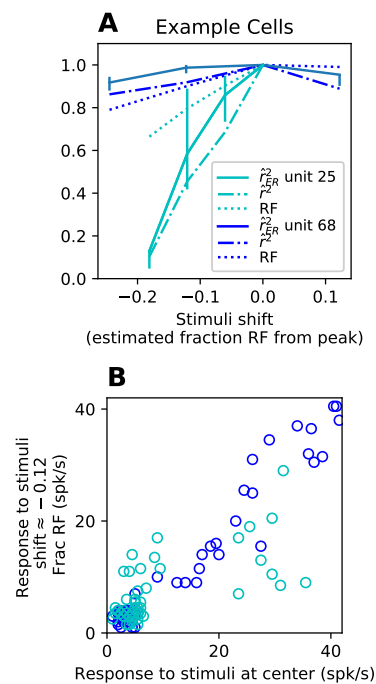 A
Example Cells
1.0
0.8
0.6
0.4
0.2
0.0
r̂²_ER unit 25
r̂²
RF
r̂²_ER unit 68
r̂²
RF
−0.2 −0.1 0.0 0.1
Stimuli shift
(estimated fraction RF from peak)
B
Response to stimuli
shift ≈ −0.12
Frac RF (spk/s)
40
20
0
0 20 40
Response to stimuli at center (spk/s)